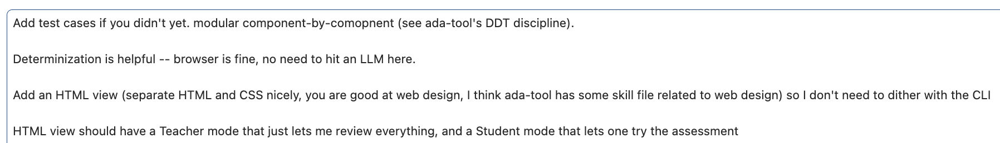 Add test cases if you didn't yet. modular component-by-comopnent (see ada-tool's DDT discipline).
Determinization is helpful -- browser is fine, no need to hit an LLM here.
Add an HTML view (separate HTML and CSS nicely, you are good at web design, I think ada-tool has some skill file related to web design) so I don't need to dither with the CLI
HTML view should have a Teacher mode that just lets me review everything, and a Student mode that lets one try the assessment